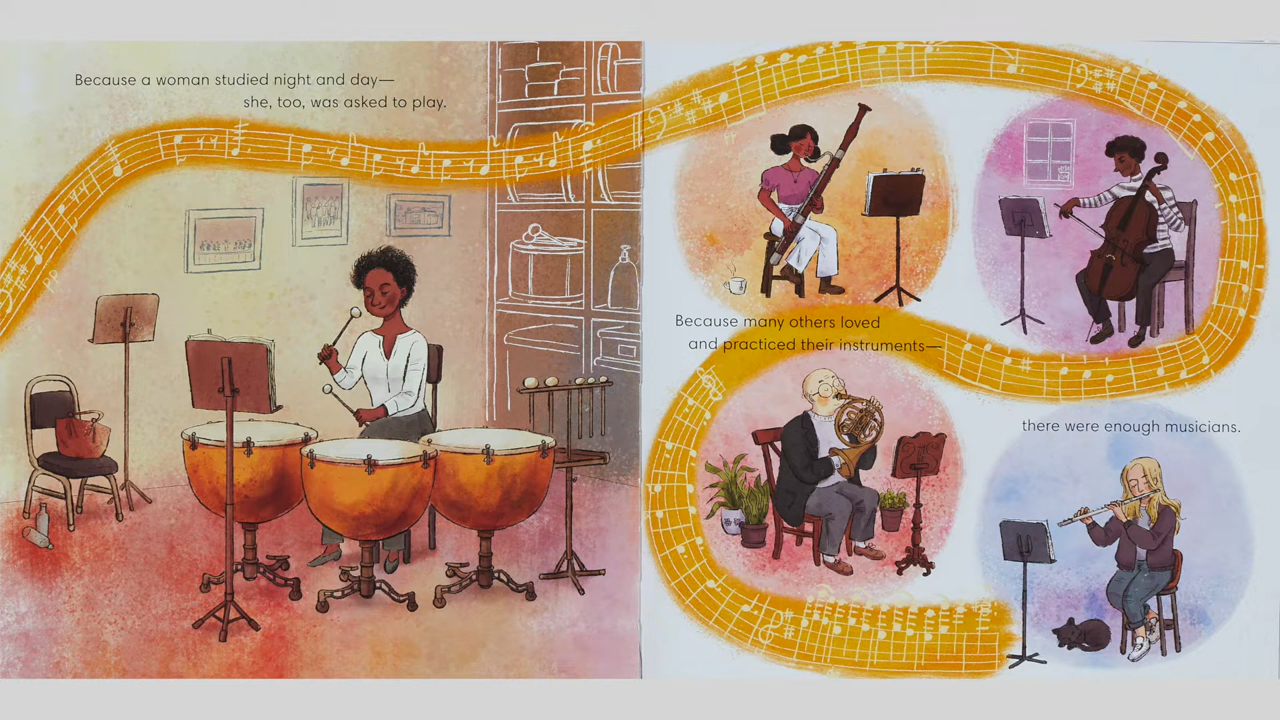 Because a woman studied night and day—
she, too, was asked to play.
Because many others loved
and practiced their instruments—
there were enough musicians.